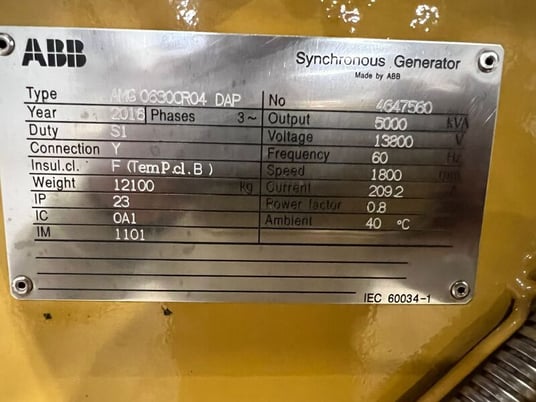 ABB
Synchronous Generator
Made by ABB
Type AMG 0630CR04 DAP
Year 2018 Phases 3~
Duty S1
Connection Y
Insul.cl. F (Temp.cl.B)
Weight 12100 kg
IP 23
IC 0A1
IM 1101
No 4647560
Output 5000 kVA
Voltage 13800 V
Frequency 60 Hz
Speed 1800 rpm
Current 209.2 A
Power factor 0.8
Ambient 40 °C
IEC 60034-1